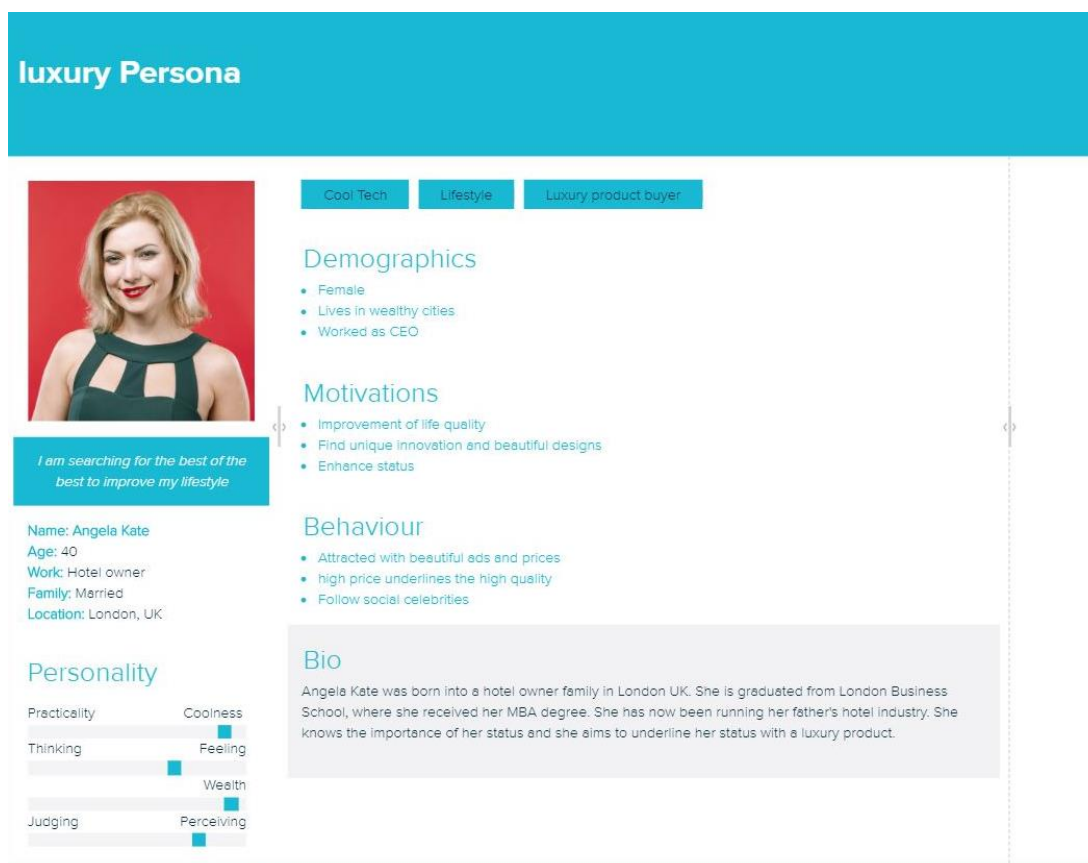 luxury Persona
I am searching for the best of the
best to improve my lifestyle
Name: Angela Kate
Age: 40
Work: Hotel owner
Family: Married
Location: London, UK
Personality
Practicality Coolness
Thinking Feeling
Wealth
Judging Perceiving
Cool Tech Lifestyle Luxury product buyer
Demographics
• Female
• Lives in wealthy cities
• Worked as CEO
Motivations
• Improvement of life quality
• Find unique innovation and beautiful designs
• Enhance status
Behaviour
• Attracted with beautiful ads and prices
• high price underlines the high quality
• Follow social celebrities
Bio
Angela Kate was born into a hotel owner family in London UK. She is graduated from London Business
School, where she received her MBA degree. She has now been running her father's hotel industry. She
knows the importance of her status and she aims to underline her status with a luxury product.